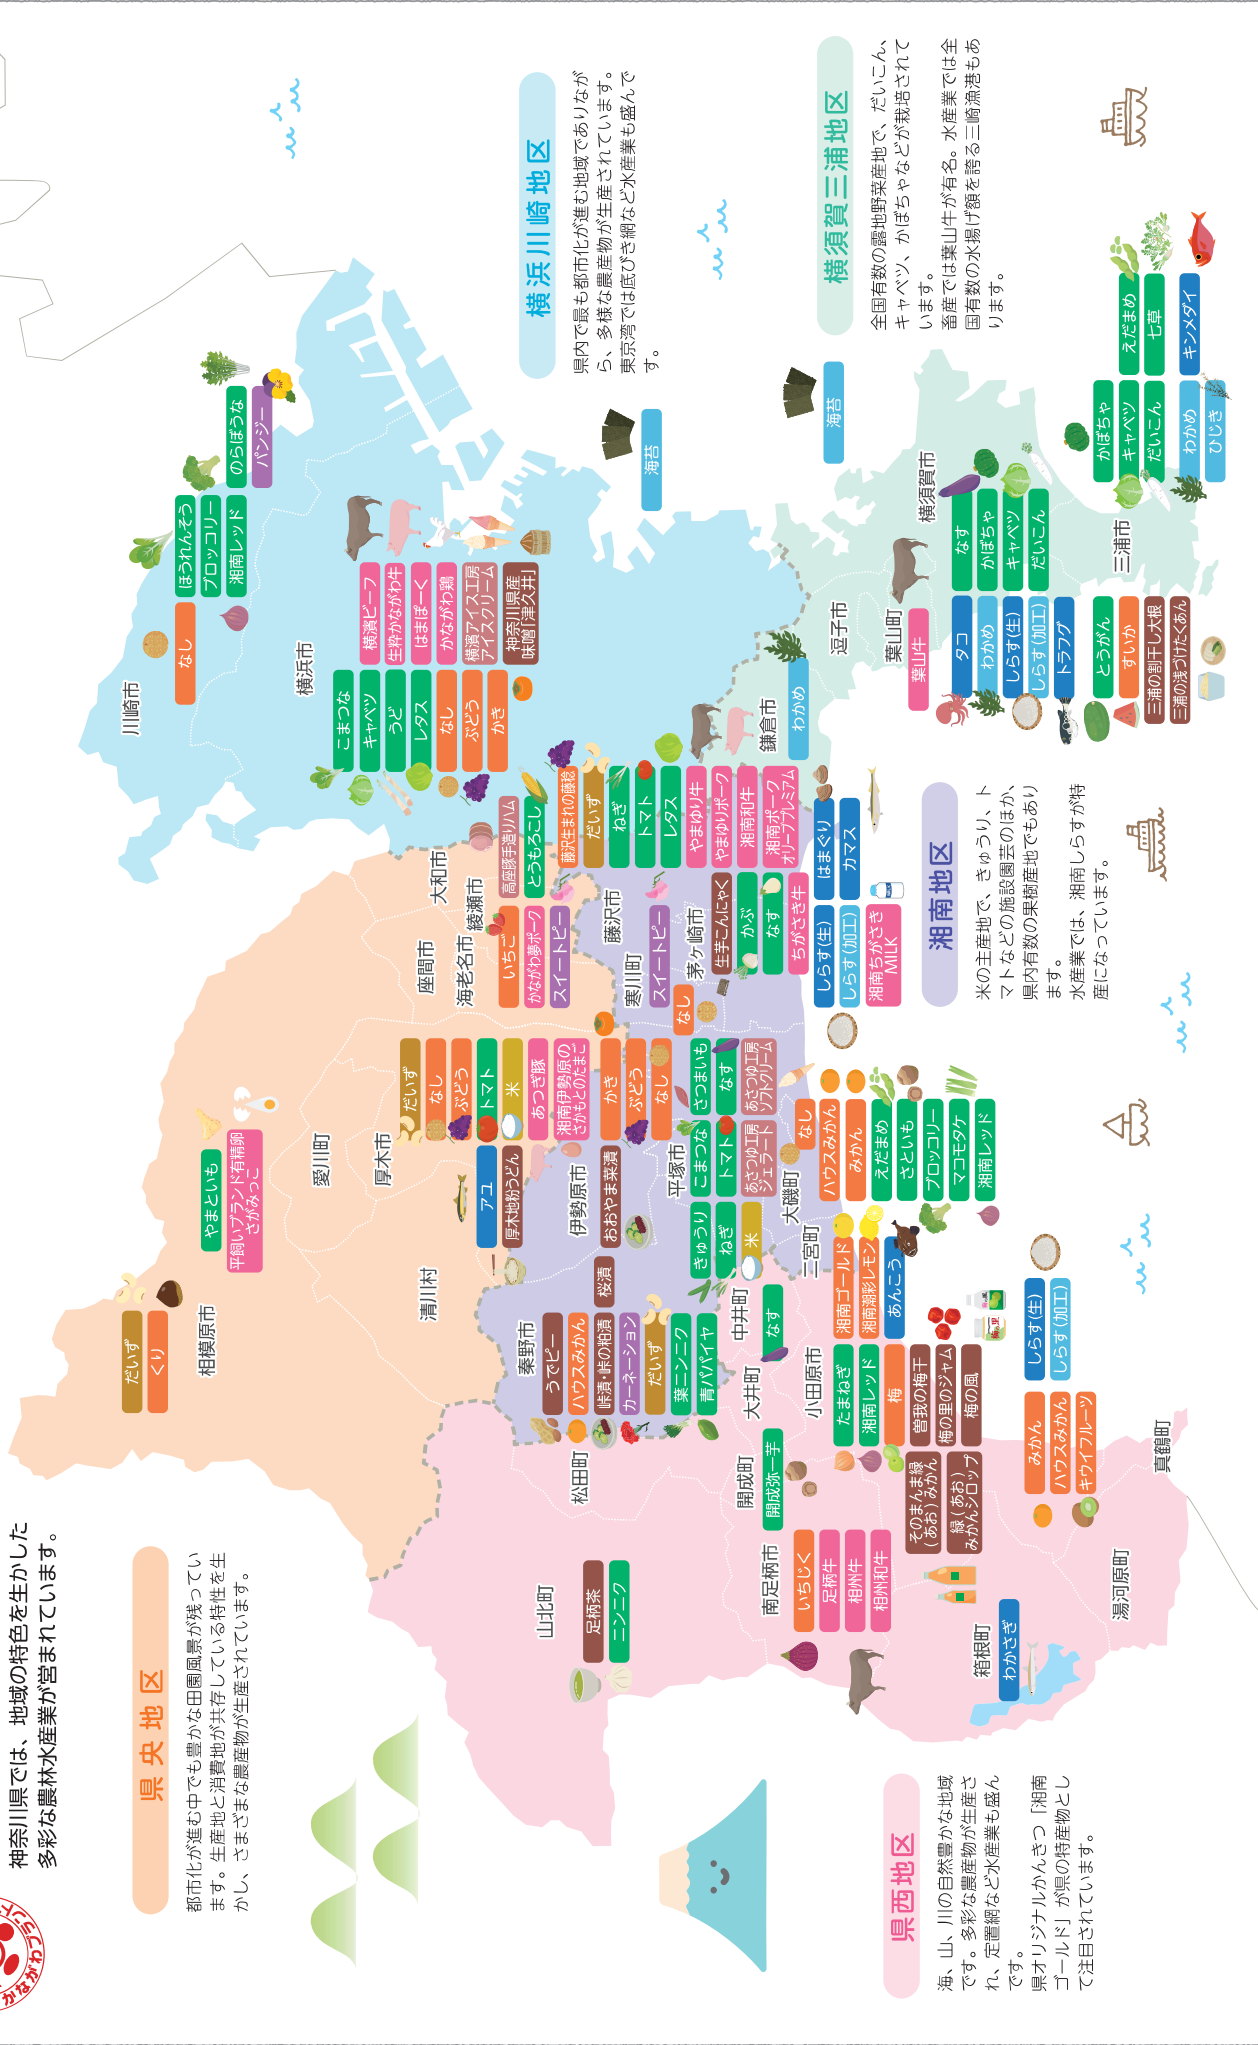 神奈川県では、地域の特色を生かした
多彩な農林水産業が営まれています。
かながわブランド
県央地区
都市化が進む中でも豊かな田園風景が残ってい
ます。生産地と消費地が共存している特性を生
かし、さまざまな農産物が生産されています。
相模原市
だいず
くり
やまといも
平飼いブランド有精卵
さがみっこ
愛川町
厚木市
だいず
なし
ぶどう
トマト
米
あつぎ豚
湘南伊勢原の
さかもとのたまご
アユ
厚木地粉うどん
清川村
座間市
海老名市
大和市
綾瀬市
いちご
かながわ夢ポーク
スイートピー
高座豚手造りハム
とうもろこし
横浜川崎地区
県内で最も都市化が進む地域でありなが
ら、多様な農産物が生産されています。
東京湾では底びき網など水産業も盛んで
す。
川崎市
なし
ほうれんそう
ブロッコリー
湘南レッド
のらぼうな
パンジー
横浜市
こまつな
キャベツ
うど
レタス
なし
ぶどう
かき
横濱ビーフ
生粋かながわ牛
はまぽーく
かながわ鶏
横濱アイス工房
アイスクリーム
神奈川県産
味噌「津久井」
海苔
横須賀三浦地区
全国有数の露地野菜産地で、だいこん、
キャベツ、かぼちゃなどが栽培されて
います。
畜産では葉山牛が有名。水産業では全
国有数の水揚げ額を誇る三崎漁港もあ
ります。
海苔
横須賀市
なす
かぼちゃ
キャベツ
だいこん
タコ
わかめ
しらす(生)
しらす(加工)
トラフグ
三浦市
かぼちゃ
キャベツ
だいこん
わかめ
ひじき
えだまめ
七草
キンメダイ
とうがん
すいか
三浦の割干し大根
三浦の浅づけたくあん
逗子市
葉山町
葉山牛
鎌倉市
わかめ
湘南地区
米の主産地で、きゅうり、ト
マトなどの施設園芸のほか、
県内有数の果樹産地でもあり
ます。
水産業では、湘南しらすが特
産になっています。
藤沢市
藤沢生まれの藤稔
だいず
ねぎ
トマト
レタス
やまゆり牛
やまゆりポーク
湘南和牛
湘南ポーク
オリーブプレミアム
はまぐり
カマス
寒川町
スイートピー
なし
茅ヶ崎市
生芋こんにゃく
かぶ
なす
ちがさき牛
しらす(生)
しらす(加工)
湘南ちがさき
MILK
伊勢原市
かき
ぶどう
なし
おおやま菜漬
桜漬
平塚市
さつまいも
なす
あさつゆ工房
ソフトクリーム
こまつな
トマト
あさつゆ工房
ジェラート
きゅうり
ねぎ
米
大磯町
なし
ハウスみかん
みかん
えだまめ
さといも
ブロッコリー
マコモタケ
湘南レッド
二宮町
湘南ゴールド
湘南潮彩レモン
あんこう
しらす(生)
しらす(加工)
秦野市
うでピー
ハウスみかん
峠漬・峠の粕漬
カーネーション
だいず
葉ニンニク
青パパイヤ
県西地区
海、山、川の自然豊かな地域
です。多彩な農産物が生産さ
れ、定置網など水産業も盛ん
です。
県オリジナルかんきつ「湘南
ゴールド」が県の特産物とし
て注目されています。
中井町
なす
大井町
小田原市
たまねぎ
湘南レッド
梅
曽我の梅干
梅の里のジャム
梅の風
そのまんま緑
(あお)みかん
緑(あお)
みかんシロップ
松田町
開成町
開成弥一芋
山北町
足柄茶
ニンニク
南足柄市
いちじく
足柄牛
相州牛
相州和牛
箱根町
わかさぎ
真鶴町
みかん
ハウスみかん
キウイフルーツ
湯河原町